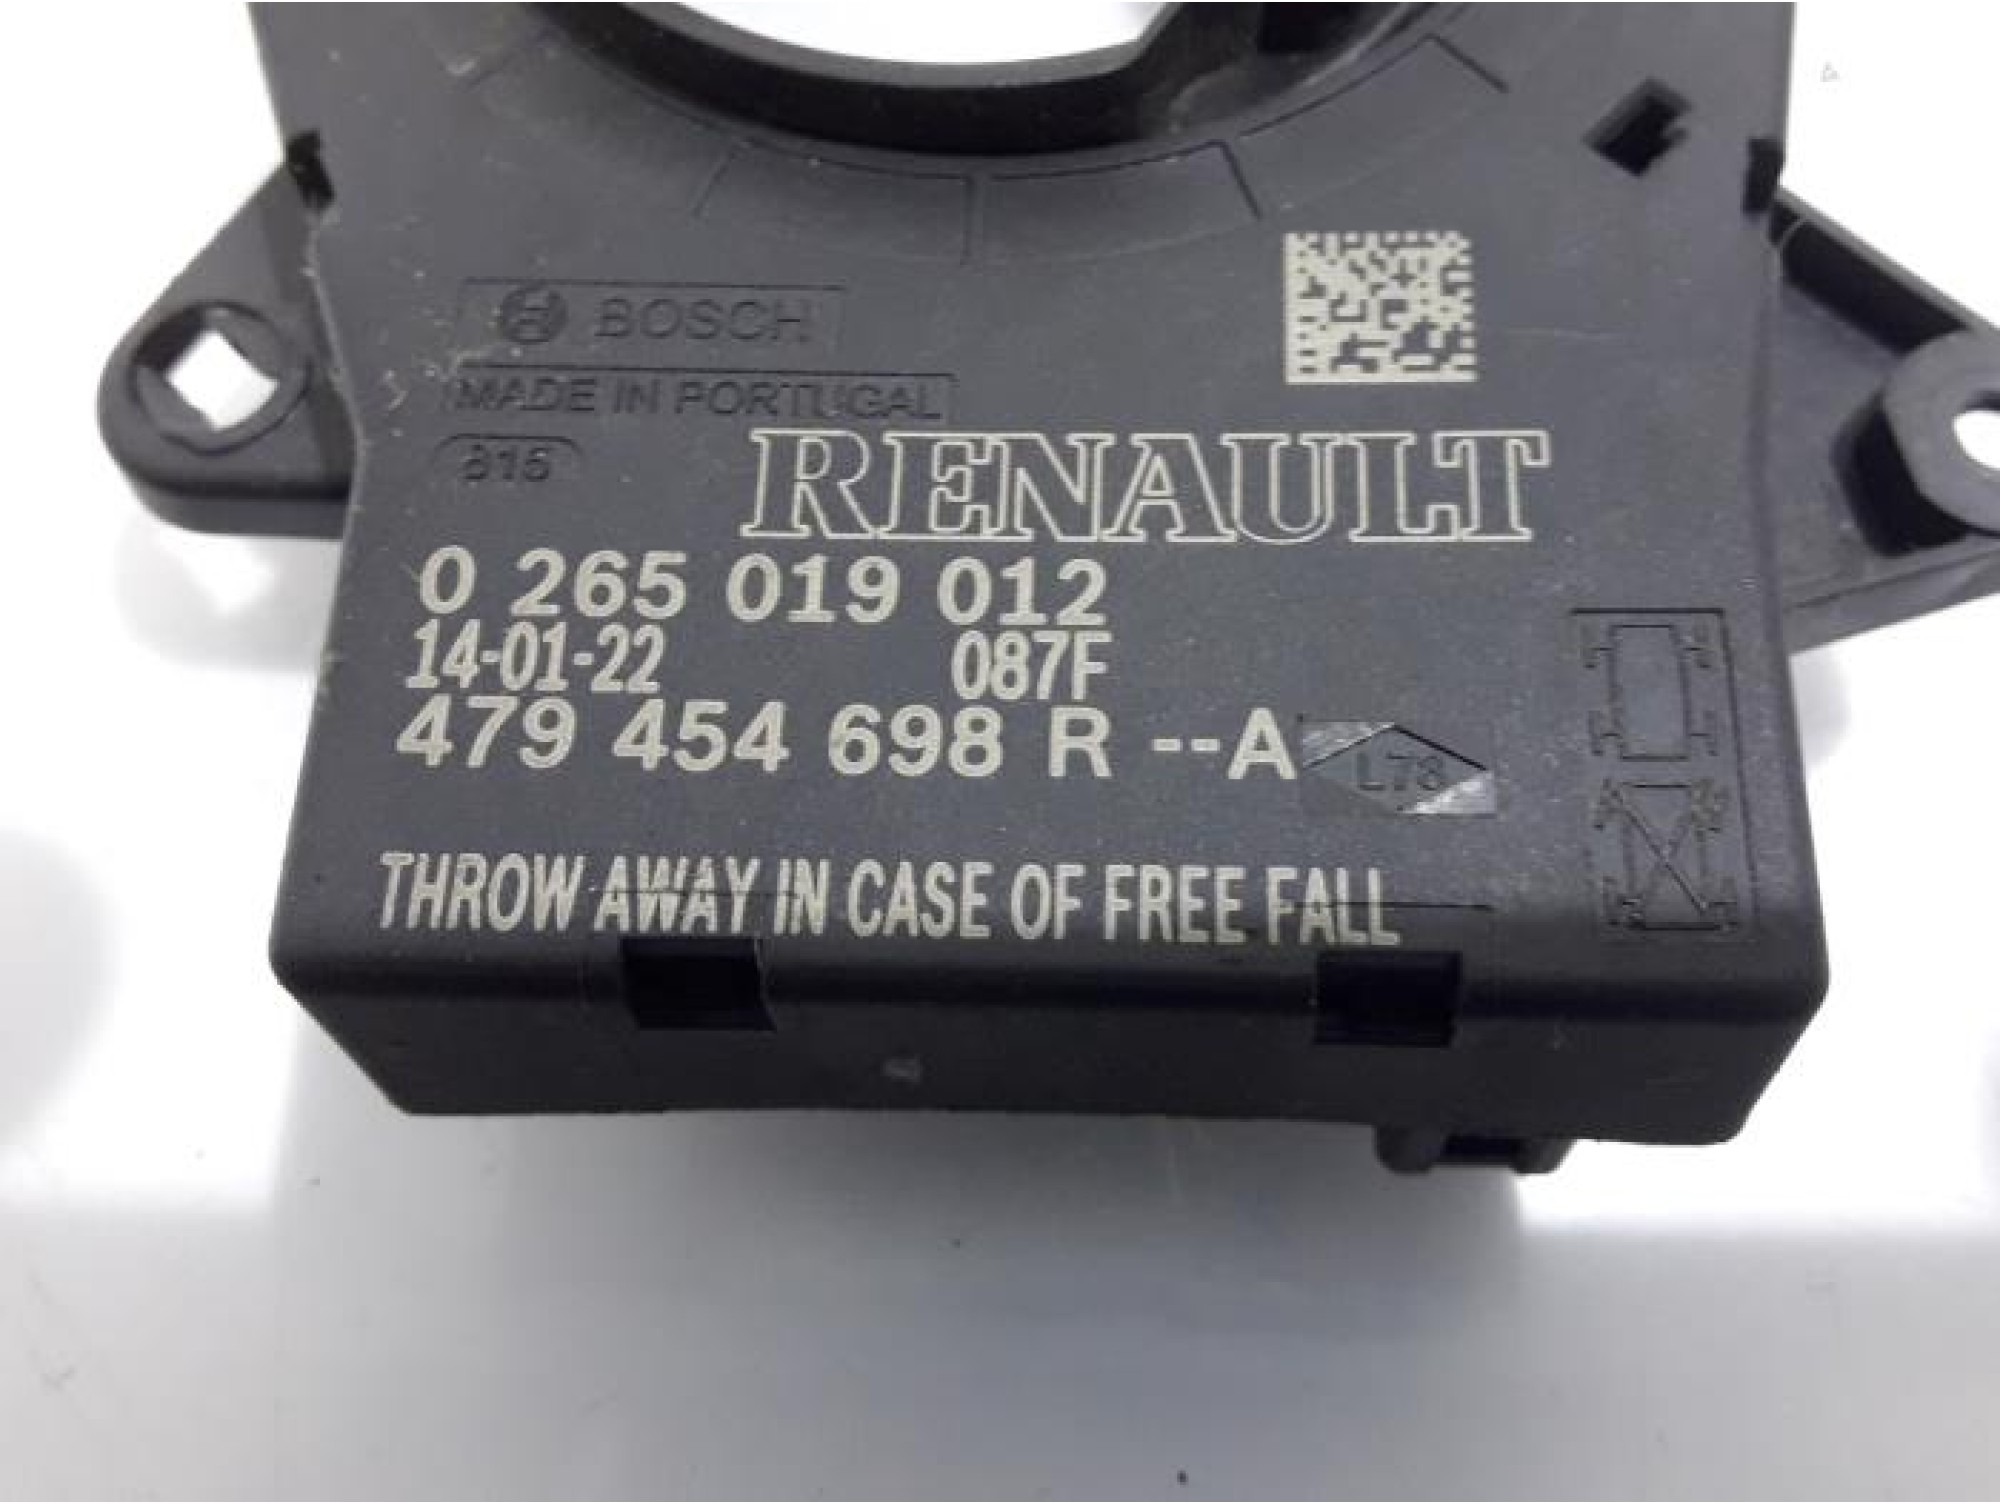 BOSCH
MADE IN PORTUGAL
816
RENAULT
0 265 019 012
14-01-22 087F
479 454 698 R --A
L78
THROW AWAY IN CASE OF FREE FALL